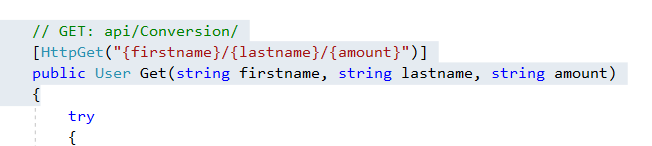 // GET: api/Conversion/
[HttpGet("{firstname}/{lastname}/{amount}")]
public User Get(string firstname, string lastname, string amount)
{
try
{